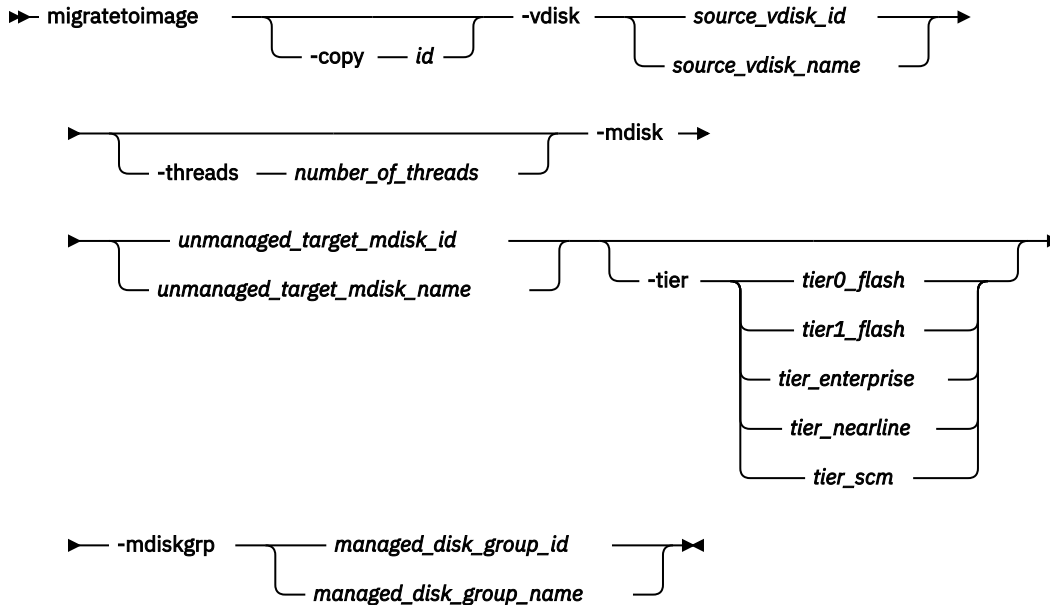 migratetoimage -vdisk source_vdisk_id
-copy id source_vdisk_name
-mdisk
-threads number_of_threads
unmanaged_target_mdisk_id
unmanaged_target_mdisk_name
-tier tier0_flash
tier1_flash
tier_enterprise
tier_nearline
tier_scm
-mdiskgrp managed_disk_group_id
managed_disk_group_name